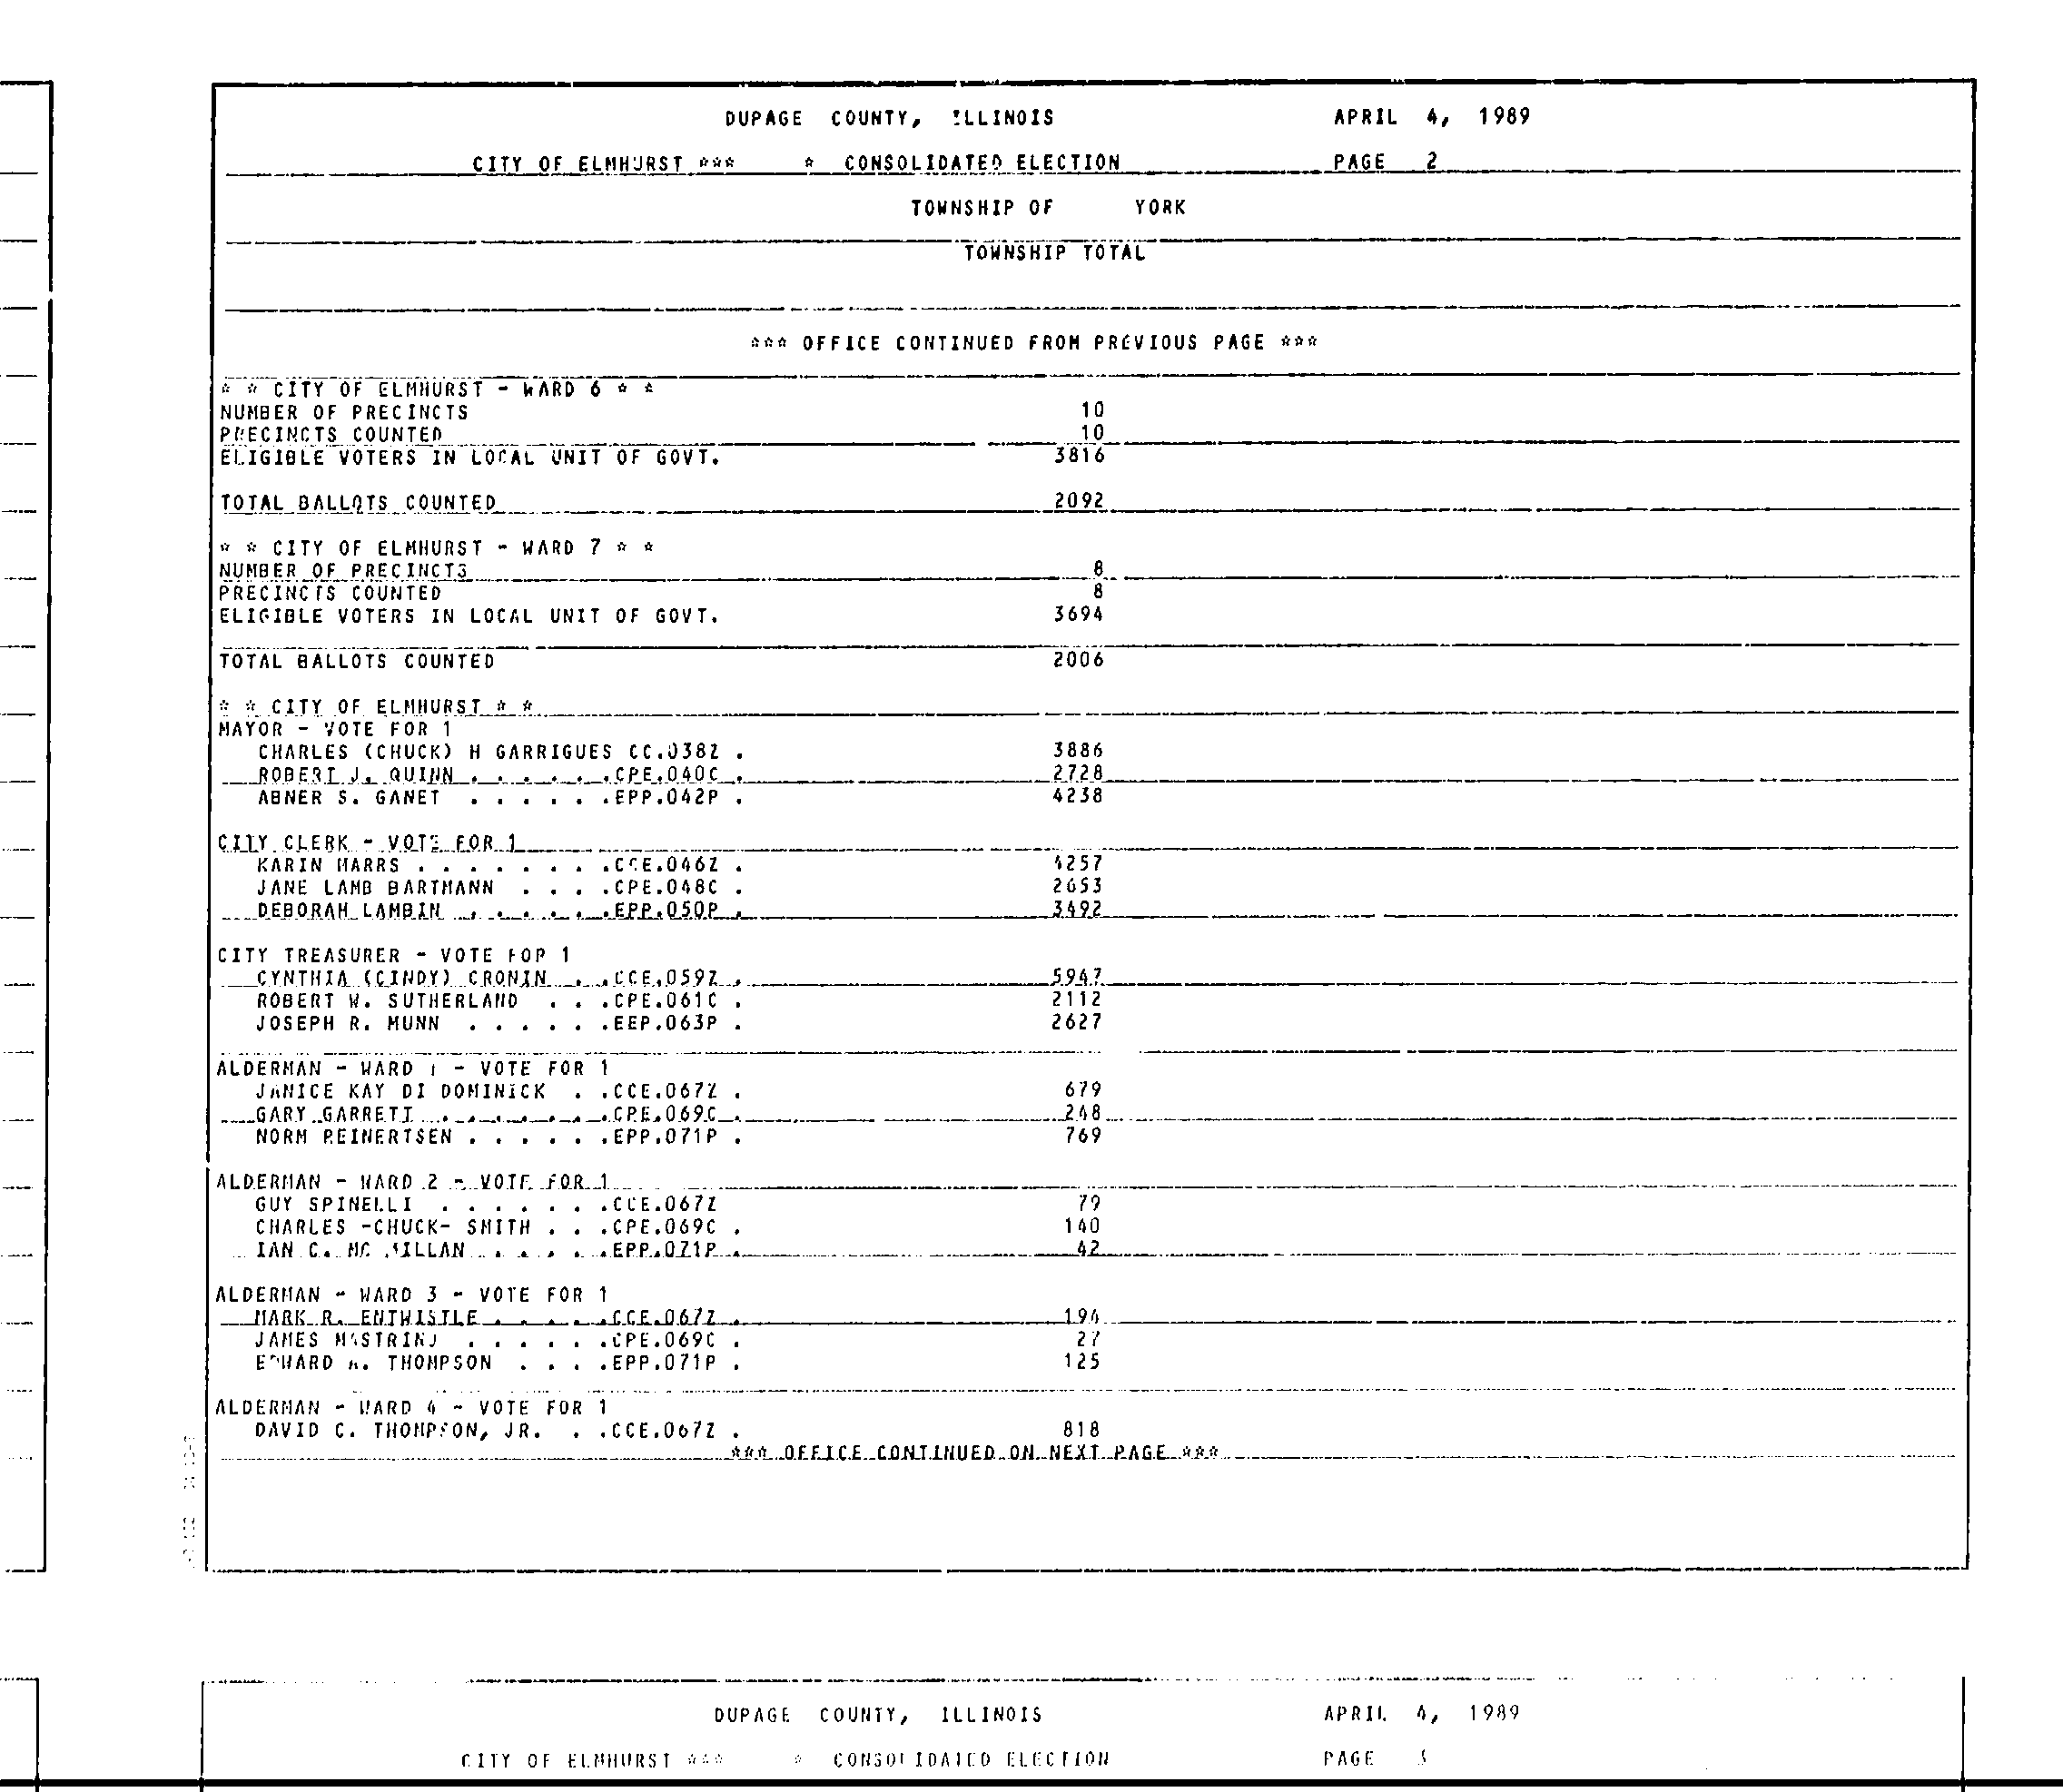 DUPAGE COUNTY, ILLINOIS APRIL 4, 1989
CITY OF ELMHURST *** * CONSOLIDATED ELECTION PAGE 2
TOWNSHIP OF YORK
TOWNSHIP TOTAL
*** OFFICE CONTINUED FROM PREVIOUS PAGE ***
* * CITY OF ELMHURST - WARD 6 * *
NUMBER OF PRECINCTS 10
PRECINCTS COUNTED 10
ELIGIBLE VOTERS IN LOCAL UNIT OF GOVT. 3816
TOTAL BALLOTS COUNTED 2092
* * CITY OF ELMHURST - WARD 7 * *
NUMBER OF PRECINCTS 8
PRECINCTS COUNTED 8
ELIGIBLE VOTERS IN LOCAL UNIT OF GOVT. 3694
TOTAL BALLOTS COUNTED 2006
* * CITY OF ELMHURST * *
MAYOR - VOTE FOR 1
CHARLES (CHUCK) H GARRIGUES CC.038Z . 3886
ROBERT J. QUINN . . . . . .CPE.040C . 2728
ABNER S. GANET . . . . . .EPP.042P . 4238
CITY CLERK - VOTE FOR 1
KARIN MARRS . . . . . . . .CCE.046Z . 4257
JANE LAMB BARTMANN . . . .CPE.048C . 2653
DEBORAH LAMBIN . . . . . .EPP.050P . 3492
CITY TREASURER - VOTE FOR 1
CYNTHIA (CINDY) CRONIN . .CCE.059Z . 5947
ROBERT W. SUTHERLAND . . .CPE.061C . 2112
JOSEPH R. MUNN . . . . . .EEP.063P . 2627
ALDERMAN - WARD 1 - VOTE FOR 1
JANICE KAY DI DOMINICK . .CCE.067Z . 679
GARY GARRETT . . . . . . .CPE.069C . 248
NORM REINERTSEN . . . . . .EPP.071P . 769
ALDERMAN - WARD 2 - VOTE FOR 1
GUY SPINELLI . . . . . . .CCE.067Z 79
CHARLES -CHUCK- SMITH . . .CPE.069C . 140
IAN C. MC MILLAN . . . . .EPP.071P . 42
ALDERMAN - WARD 3 - VOTE FOR 1
MARK R. ENTWISTLE . . . . .CCE.067Z . 194
JAMES . . . . . .CPE.069C . 27
EDWARD THOMPSON . . . .EPP.071P . 125
ALDERMAN - WARD 4 - VOTE FOR 1
DAVID C. THOMPSON, JR. . .CCE.067Z . 818
*** OFFICE CONTINUED ON NEXT PAGE ***
DUPAGE COUNTY, ILLINOIS APRIL 4, 1989
CITY OF ELMHURST *** * CONSOLIDATED ELECTION PAGE 3